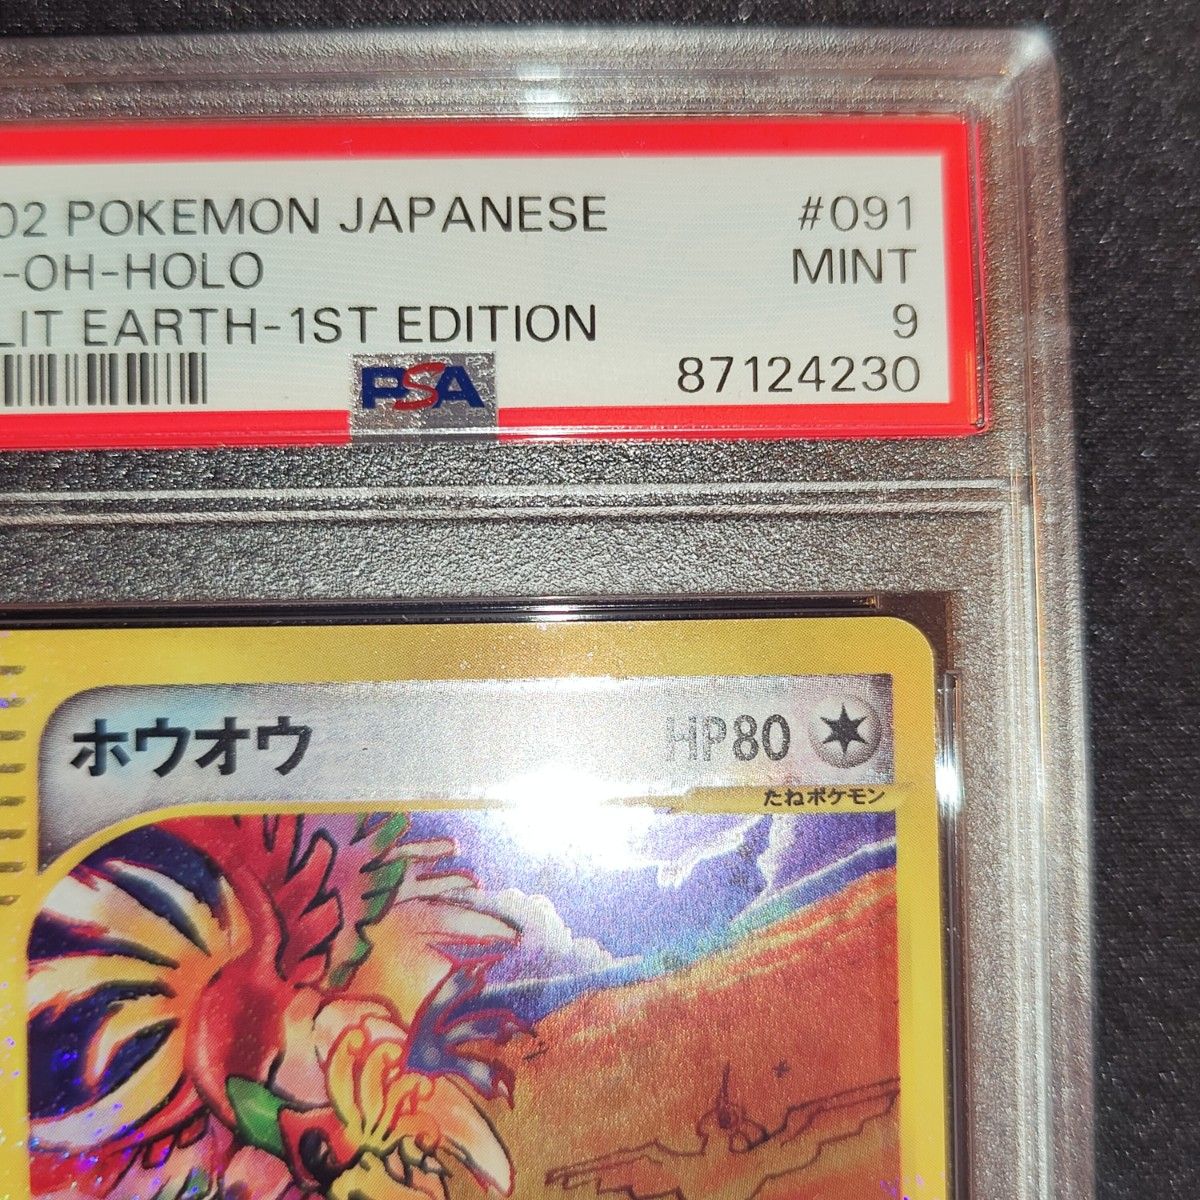 02 POKEMON JAPANESE #091
-OH-HOLO MINT
LIT EARTH-1ST EDITION 9
PSA 87124230
ホウオウ HP80
たねポケモン